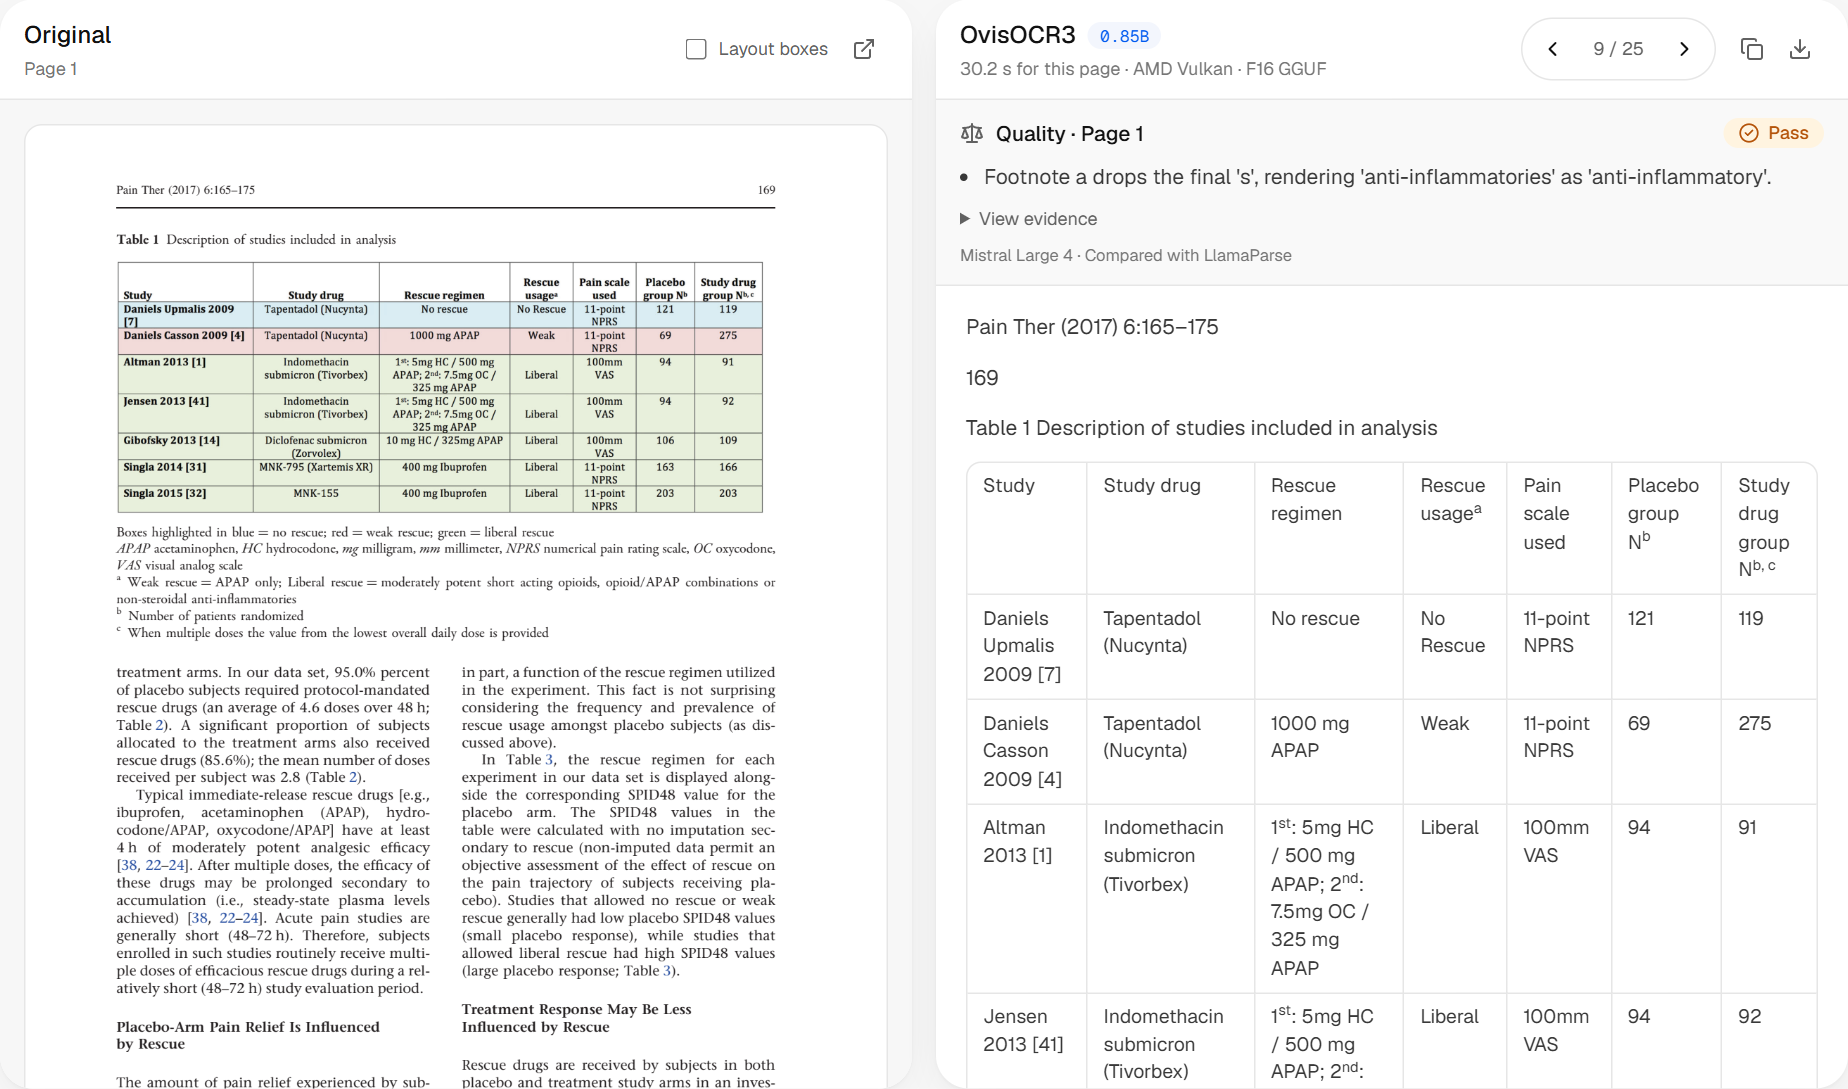 Original
Page 1
Layout boxes
Pain Ther (2017) 6:165–175
169
Table 1 Description of studies included in analysis
Study | Study drug | Rescue regimen | Rescue usageᵃ | Pain scale used | Placebo group Nᵇ | Study drug group Nᵇ, ᶜ
Daniels Upmalis 2009 [7] | Tapentadol (Nucynta) | No rescue | No Rescue | 11-point NPRS | 121 | 119
Daniels Casson 2009 [4] | Tapentadol (Nucynta) | 1000 mg APAP | Weak | 11-point NPRS | 69 | 275
Altman 2013 [1] | Indomethacin submicron (Tivorbex) | 1ˢᵗ: 5mg HC / 500 mg APAP; 2ⁿᵈ: 7.5mg OC / 325 mg APAP | Liberal | 100mm VAS | 94 | 91
Jensen 2013 [41] | Indomethacin submicron (Tivorbex) | 1ˢᵗ: 5mg HC / 500 mg APAP; 2ⁿᵈ: 7.5mg OC / 325 mg APAP | Liberal | 100mm VAS | 94 | 92
Gibofsky 2013 [14] | Diclofenac submicron (Zorvolex) | 10 mg HC / 325mg APAP | Liberal | 100mm VAS | 106 | 109
Singla 2014 [31] | MNK-795 (Xartemis XR) | 400 mg Ibuprofen | Liberal | 11-point NPRS | 163 | 166
Singla 2015 [32] | MNK-155 | 400 mg Ibuprofen | Liberal | 11-point NPRS | 203 | 203
Boxes highlighted in blue = no rescue; red = weak rescue; green = liberal rescue
APAP acetaminophen, HC hydrocodone, mg milligram, mm millimeter, NPRS numerical pain rating scale, OC oxycodone,
VAS visual analog scale
ᵃ Weak rescue = APAP only; Liberal rescue = moderately potent short acting opioids, opioid/APAP combinations or
non-steroidal anti-inflammatories
ᵇ Number of patients randomized
ᶜ When multiple doses the value from the lowest overall daily dose is provided
treatment arms. In our data set, 95.0% percent
of placebo subjects required protocol-mandated
rescue drugs (an average of 4.6 doses over 48 h;
Table 2). A significant proportion of subjects
allocated to the treatment arms also received
rescue drugs (85.6%); the mean number of doses
received per subject was 2.8 (Table 2).
Typical immediate-release rescue drugs [e.g.,
ibuprofen, acetaminophen (APAP), hydro-
codone/APAP, oxycodone/APAP] have at least
4 h of moderately potent analgesic efficacy
[38, 22–24]. After multiple doses, the efficacy of
these drugs may be prolonged secondary to
accumulation (i.e., steady-state plasma levels
achieved) [38, 22–24]. Acute pain studies are
generally short (48–72 h). Therefore, subjects
enrolled in such studies routinely receive multi-
ple doses of efficacious rescue drugs during a rel-
atively short (48–72 h) study evaluation period.
Placebo-Arm Pain Relief Is Influenced
by Rescue
The amount of pain relief experienced by sub-
in part, a function of the rescue regimen utilized
in the experiment. This fact is not surprising
considering the frequency and prevalence of
rescue usage amongst placebo subjects (as dis-
cussed above).
In Table 3, the rescue regimen for each
experiment in our data set is displayed along-
side the corresponding SPID48 value for the
placebo arm. The SPID48 values in the
table were calculated with no imputation sec-
ondary to rescue (non-imputed data permit an
objective assessment of the effect of rescue on
the pain trajectory of subjects receiving pla-
cebo). Studies that allowed no rescue or weak
rescue generally had low placebo SPID48 values
(small placebo response), while studies that
allowed liberal rescue had high SPID48 values
(large placebo response; Table 3).
Treatment Response May Be Less
Influenced by Rescue
Rescue drugs are received by subjects in both
placebo and treatment study arms in an inves-
OvisOCR3 0.85B
30.2 s for this page · AMD Vulkan · F16 GGUF
9 / 25
Quality · Page 1
Pass
• Footnote a drops the final 's', rendering 'anti-inflammatories' as 'anti-inflammatory'.
View evidence
Mistral Large 4 · Compared with LlamaParse
Pain Ther (2017) 6:165–175
169
Table 1 Description of studies included in analysis
Study | Study drug | Rescue regimen | Rescue usageᵃ | Pain scale used | Placebo group Nᵇ | Study drug group Nᵇ, ᶜ
Daniels Upmalis 2009 [7] | Tapentadol (Nucynta) | No rescue | No Rescue | 11-point NPRS | 121 | 119
Daniels Casson 2009 [4] | Tapentadol (Nucynta) | 1000 mg APAP | Weak | 11-point NPRS | 69 | 275
Altman 2013 [1] | Indomethacin submicron (Tivorbex) | 1ˢᵗ: 5mg HC / 500 mg APAP; 2ⁿᵈ: 7.5mg OC / 325 mg APAP | Liberal | 100mm VAS | 94 | 91
Jensen 2013 [41] | Indomethacin submicron (Tivorbex) | 1ˢᵗ: 5mg HC / 500 mg APAP; 2ⁿᵈ: | Liberal | 100mm VAS | 94 | 92